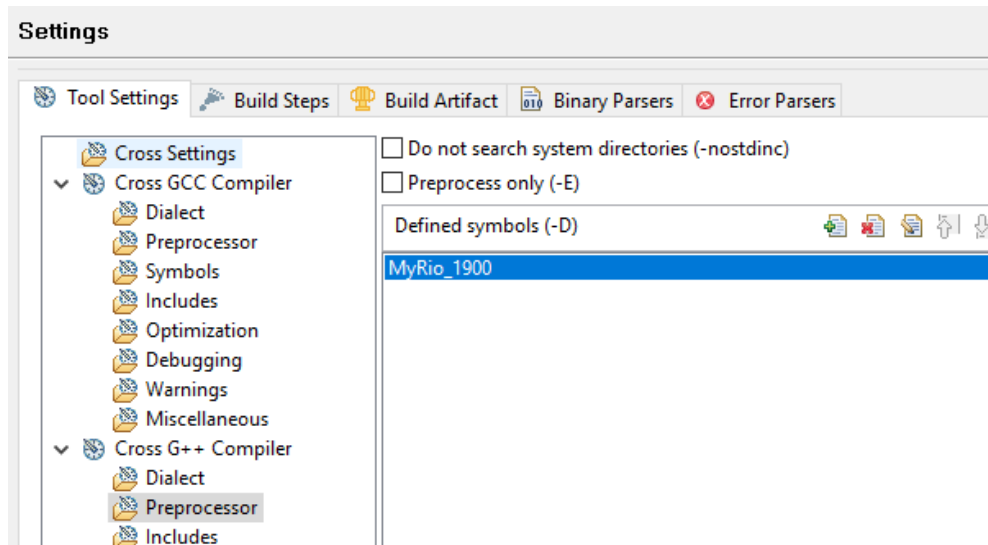 Settings
Tool Settings Build Steps Build Artifact 010 Binary Parsers Error Parsers
Cross Settings
Cross GCC Compiler
Dialect
Preprocessor
Symbols
Includes
Optimization
Debugging
Warnings
Miscellaneous
Cross G++ Compiler
Dialect
Preprocessor
Includes
Do not search system directories (-nostdinc)
Preprocess only (-E)
Defined symbols (-D)
MyRio_1900